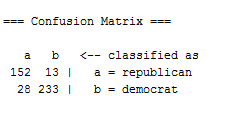 === Confusion Matrix ===
a b <-- classified as
152 13 | a = republican
28 233 | b = democrat